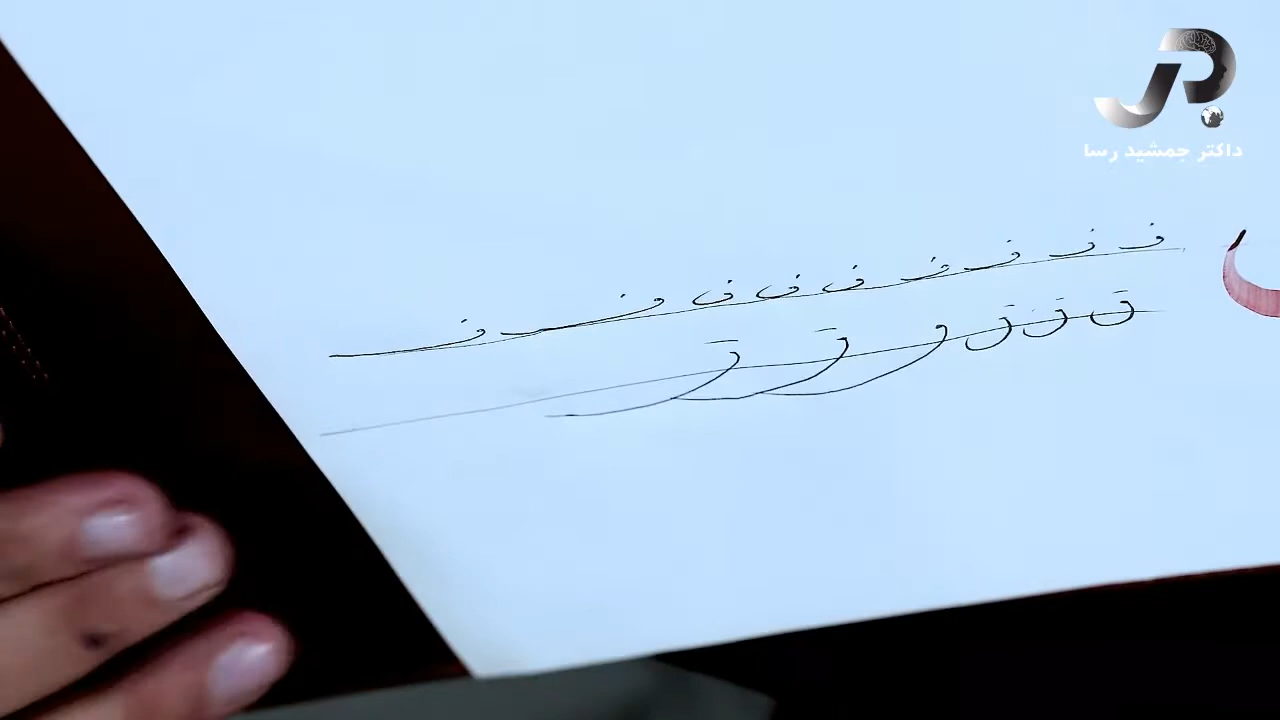 داکتر جمشید رسا
ف ف ف ف ف ف ف ف ف
ق ق ق ٯ ق ق